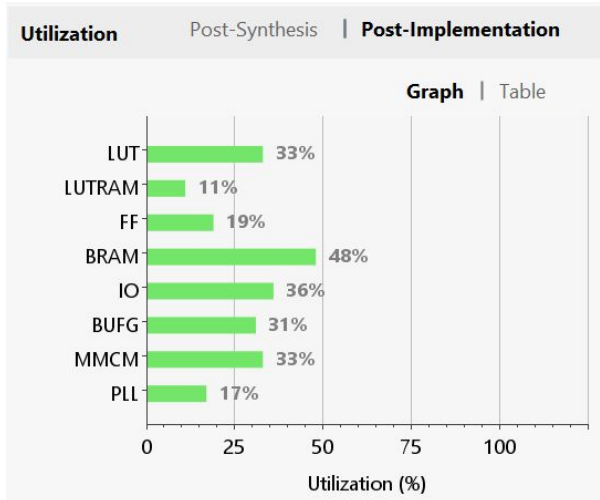 Utilization Post-Synthesis | Post-Implementation
Graph | Table
LUT 33%
LUTRAM 11%
FF 19%
BRAM 48%
IO 36%
BUFG 31%
MMCM 33%
PLL 17%
0 25 50 75 100
Utilization (%)